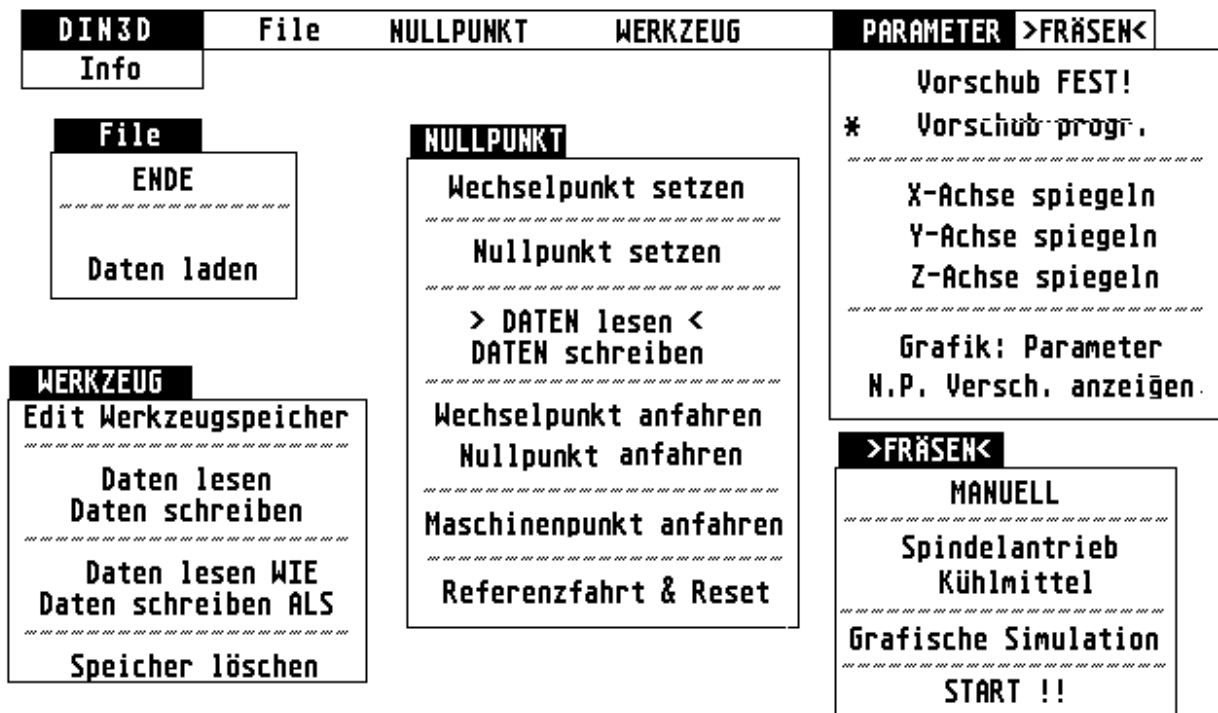 DIN3D File NULLPUNKT WERKZEUG PARAMETER >FRÄSEN<
Info
File
ENDE
Daten laden
WERKZEUG
Edit Werkzeugspeicher
Daten lesen
Daten schreiben
Daten lesen WIE
Daten schreiben ALS
Speicher löschen
NULLPUNKT
Wechselpunkt setzen
Nullpunkt setzen
> DATEN lesen <
DATEN schreiben
Wechselpunkt anfahren
Nullpunkt anfahren
Maschinenpunkt anfahren
Referenzfahrt & Reset
Vorschub FEST!
* Vorschub progr.
X-Achse spiegeln
Y-Achse spiegeln
Z-Achse spiegeln
Grafik: Parameter
N.P. Versch. anzeigen
>FRÄSEN<
MANUELL
Spindelantrieb
Kühlmittel
Grafische Simulation
START !!